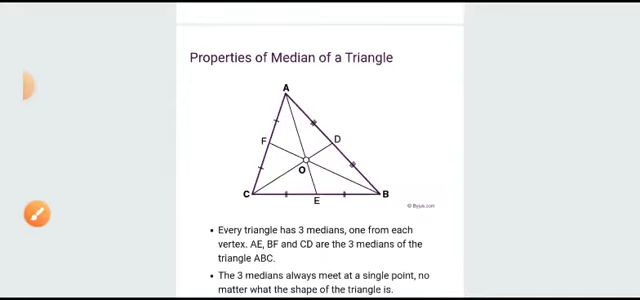 Properties of Median of a Triangle
A
F
D
O
C
B
E
© Byjus.com
• Every triangle has 3 medians, one from each
vertex. AE, BF and CD are the 3 medians of the
triangle ABC.
• The 3 medians always meet at a single point, no
matter what the shape of the triangle is.